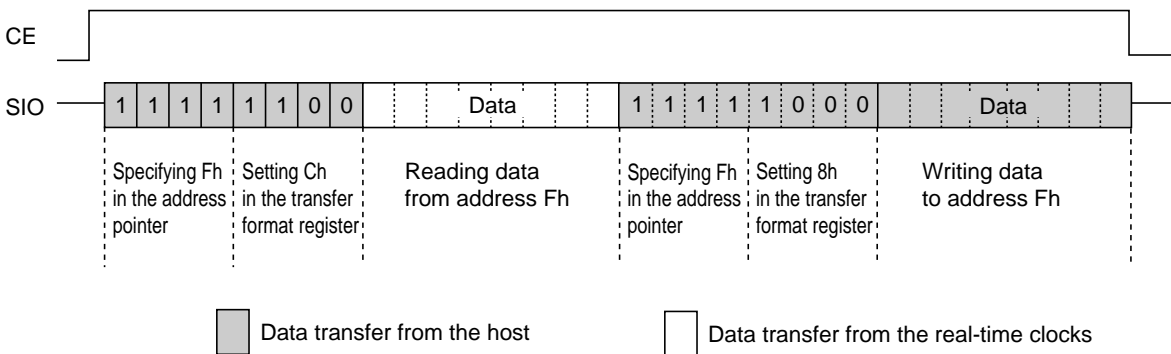 CE
SIO 1 1 1 1 1 1 0 0 Data 1 1 1 1 1 0 0 0 Data
Specifying Fh
in the address
pointer
Setting Ch
in the transfer
format register
Reading data
from address Fh
Specifying Fh
in the address
pointer
Setting 8h
in the transfer
format register
Writing data
to address Fh
Data transfer from the host
Data transfer from the real-time clocks